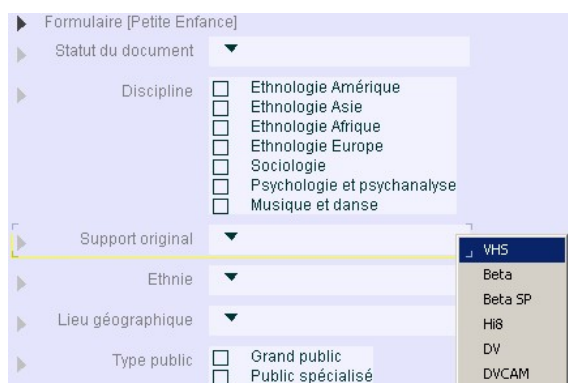 Formulaire [Petite Enfance]
Statut du document
Discipline
Ethnologie Amérique
Ethnologie Asie
Ethnologie Afrique
Ethnologie Europe
Sociologie
Psychologie et psychanalyse
Musique et danse
Support original
VHS
Beta
Beta SP
Hi8
DV
DVCAM
Ethnie
Lieu géographique
Type public
Grand public
Public spécialisé